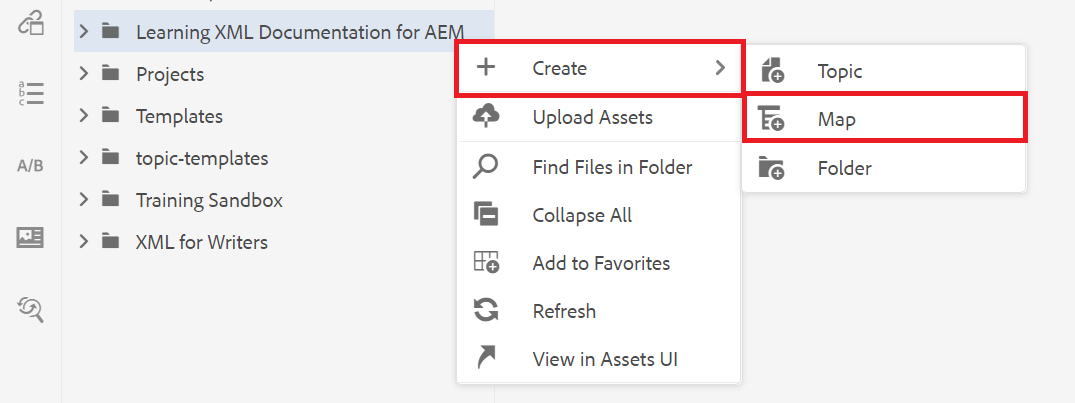 Learning XML Documentation for AEM
Projects
Templates
topic-templates
Training Sandbox
XML for Writers
a
b
c
A/B
Create
Upload Assets
Find Files in Folder
Collapse All
Add to Favorites
Refresh
View in Assets UI
Topic
Map
Folder